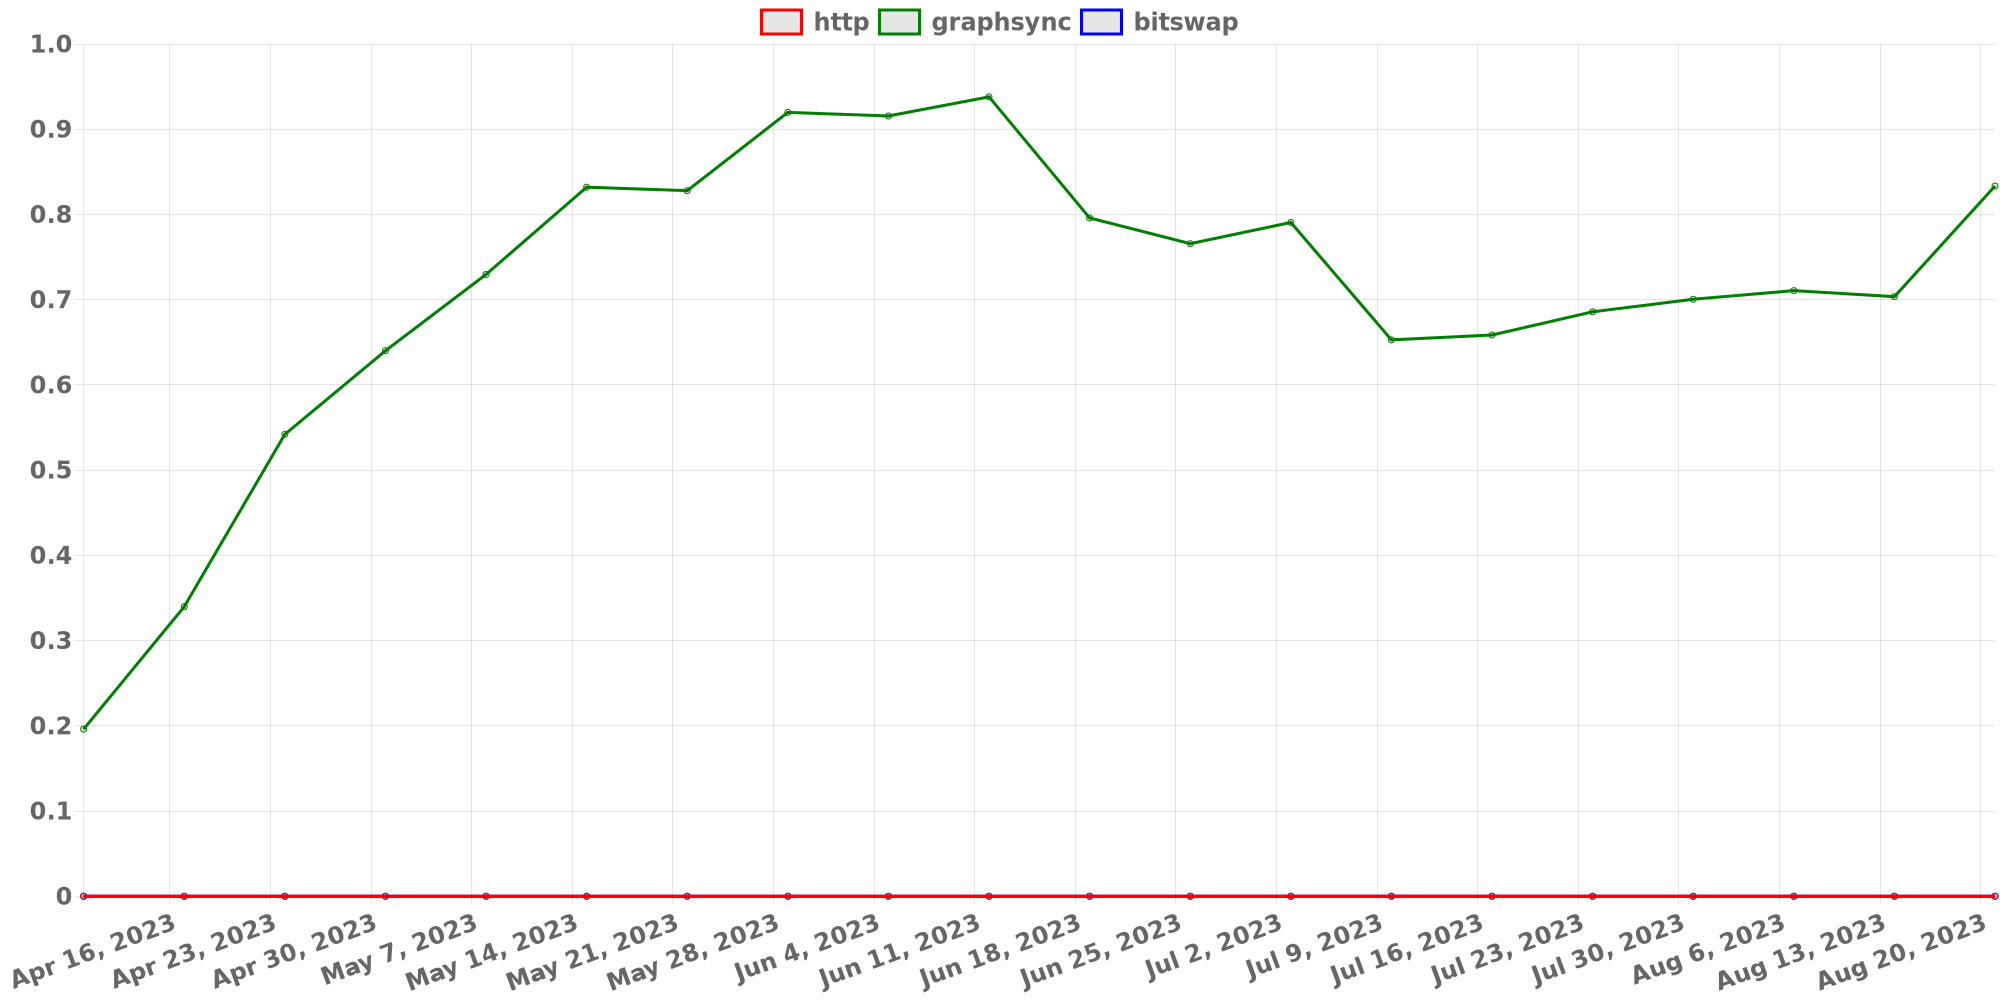 http graphsync bitswap
1.0
0.9
0.8
0.7
0.6
0.5
0.4
0.3
0.2
0.1
0
Apr 16, 2023
Apr 23, 2023
Apr 30, 2023
May 7, 2023
May 14, 2023
May 21, 2023
May 28, 2023
Jun 4, 2023
Jun 11, 2023
Jun 18, 2023
Jun 25, 2023
Jul 2, 2023
Jul 9, 2023
Jul 16, 2023
Jul 23, 2023
Jul 30, 2023
Aug 6, 2023
Aug 13, 2023
Aug 20, 2023